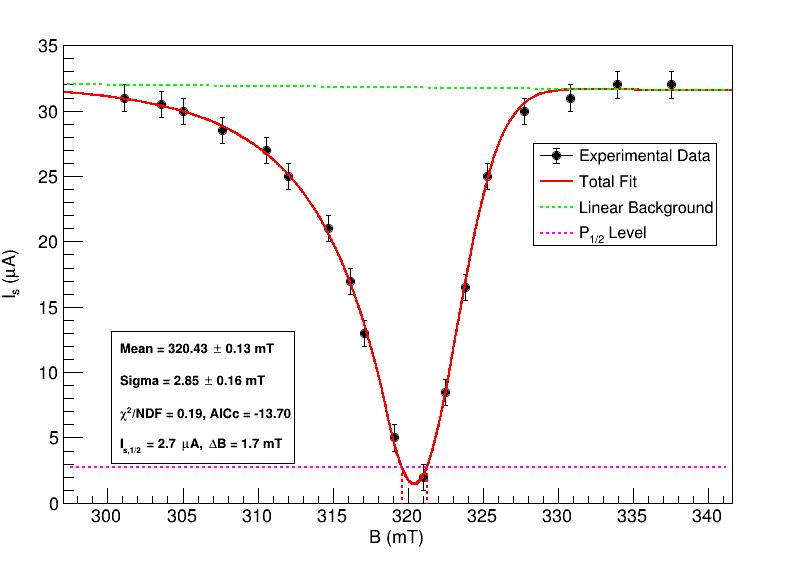 35
30
25
20
15
10
5
0
I_s (μA)
Experimental Data
Total Fit
Linear Background
P_1/2 Level
Mean = 320.43 ± 0.13 mT
Sigma = 2.85 ± 0.16 mT
χ²/NDF = 0.19, AICc = -13.70
I_s,1/2 = 2.7 μA, ΔB = 1.7 mT
300 305 310 315 320 325 330 335 340
B (mT)